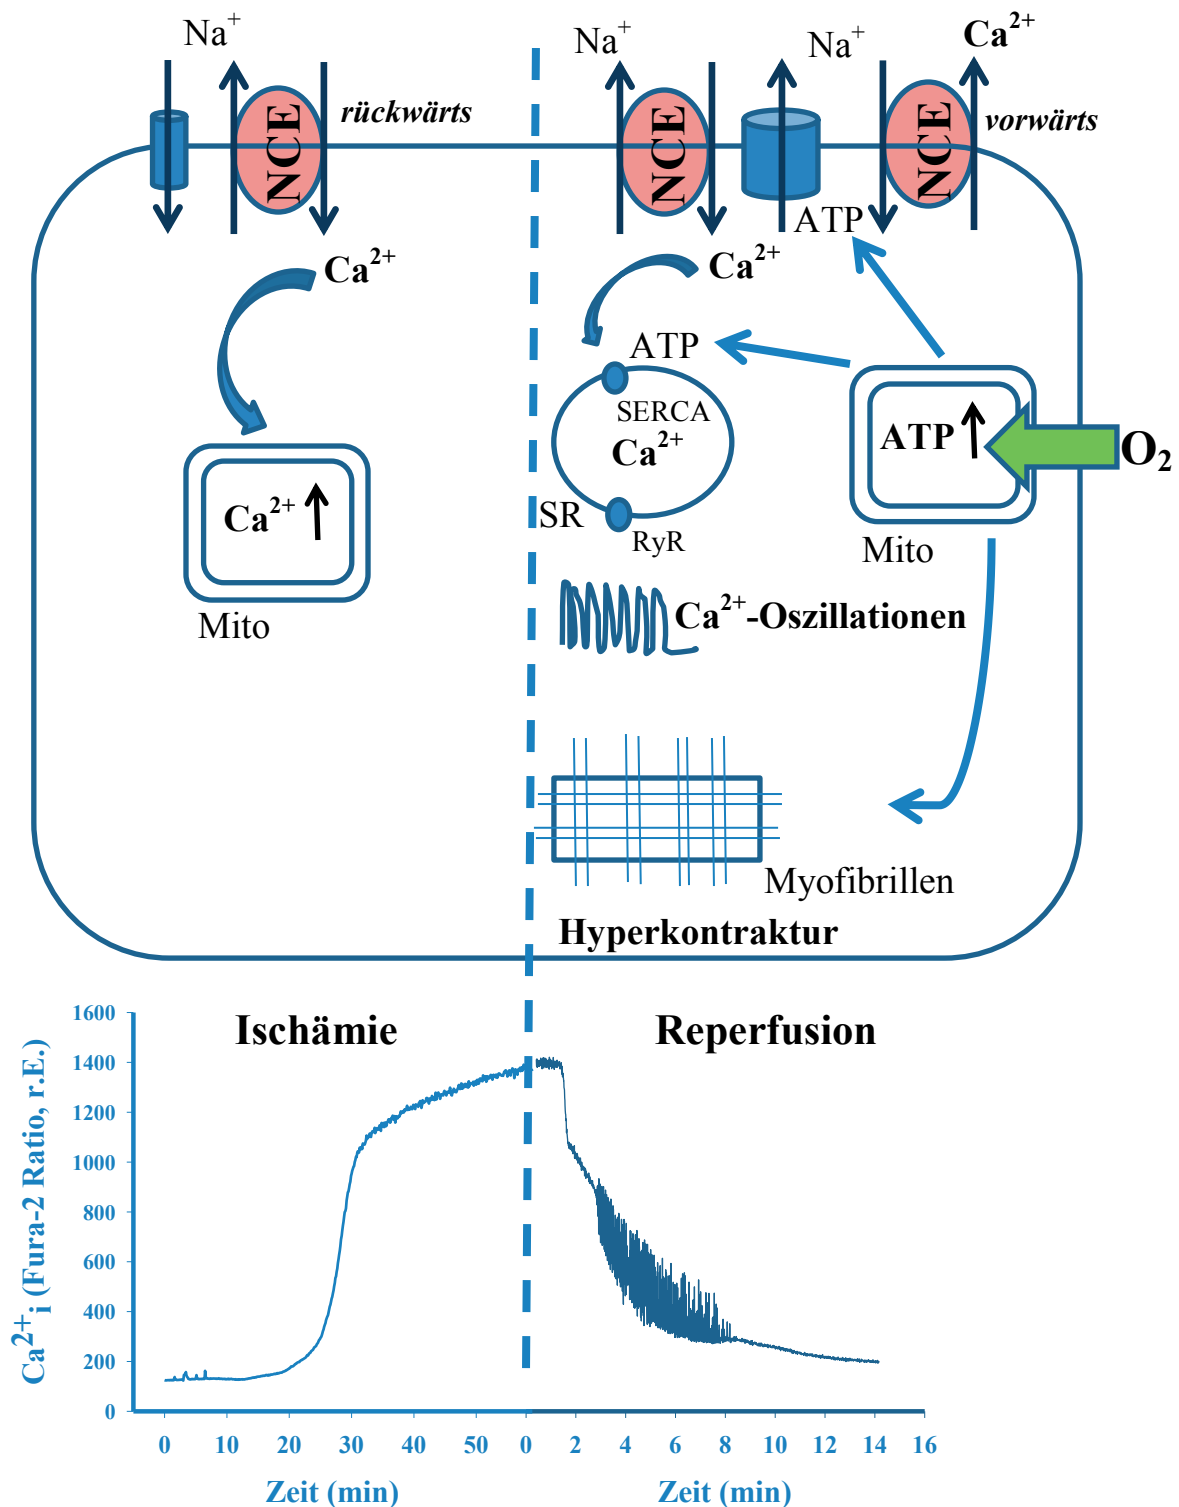 Na⁺
NCE
rückwärts
Ca²⁺
Ca²⁺
Mito
Na⁺
NCE
Na⁺
NCE
Ca²⁺
vorwärts
ATP
Ca²⁺
ATP
SERCA
Ca²⁺
SR
RyR
ATP
O₂
Mito
Ca²⁺-Oszillationen
Myofibrillen
Hyperkontraktur
Ischämie
Reperfusion
Ca²⁺ᵢ (Fura-2 Ratio, r.E.)
1600
1400
1200
1000
800
600
400
200
0
0 10 20 30 40 50 0 2 4 6 8 10 12 14 16
Zeit (min) Zeit (min)